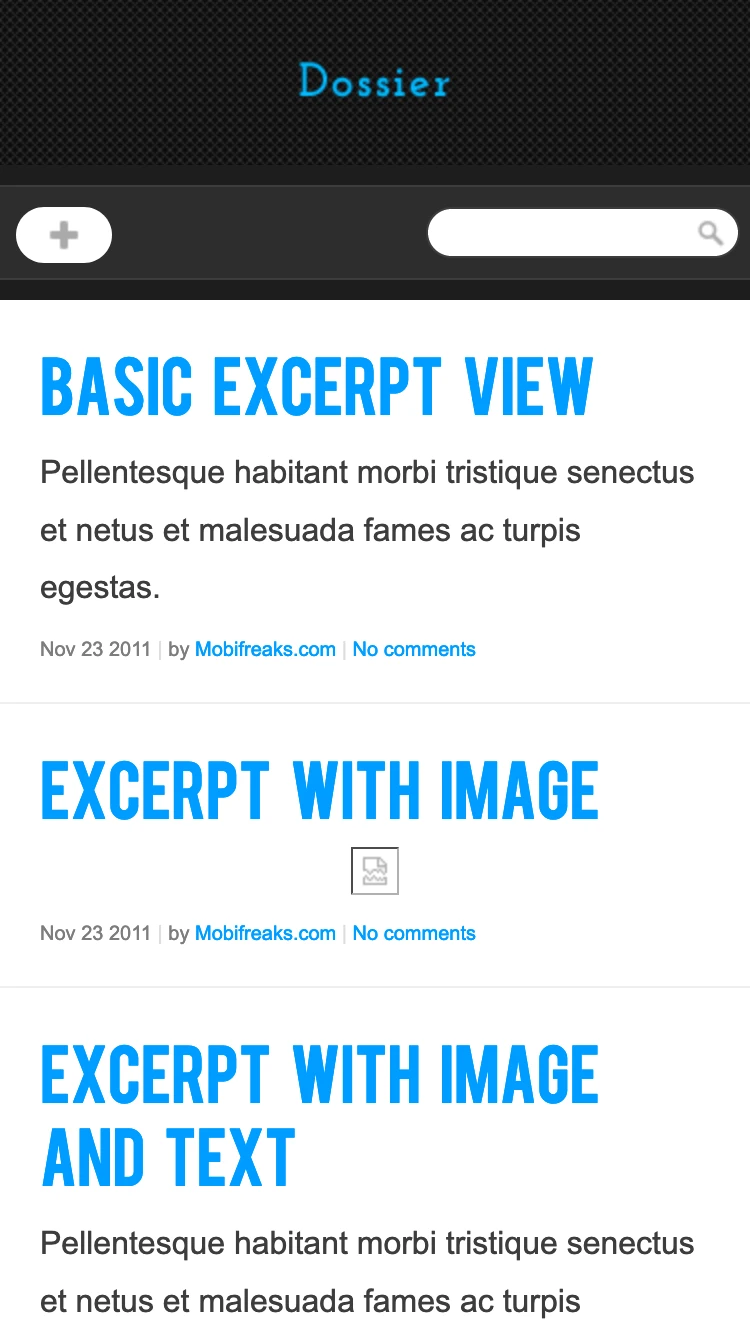 Dossier
BASIC EXCERPT VIEW
Pellentesque habitant morbi tristique senectus
et netus et malesuada fames ac turpis
egestas.
Nov 23 2011 | by Mobifreaks.com | No comments
EXCERPT WITH IMAGE
Nov 23 2011 | by Mobifreaks.com | No comments
EXCERPT WITH IMAGE
AND TEXT
Pellentesque habitant morbi tristique senectus
et netus et malesuada fames ac turpis